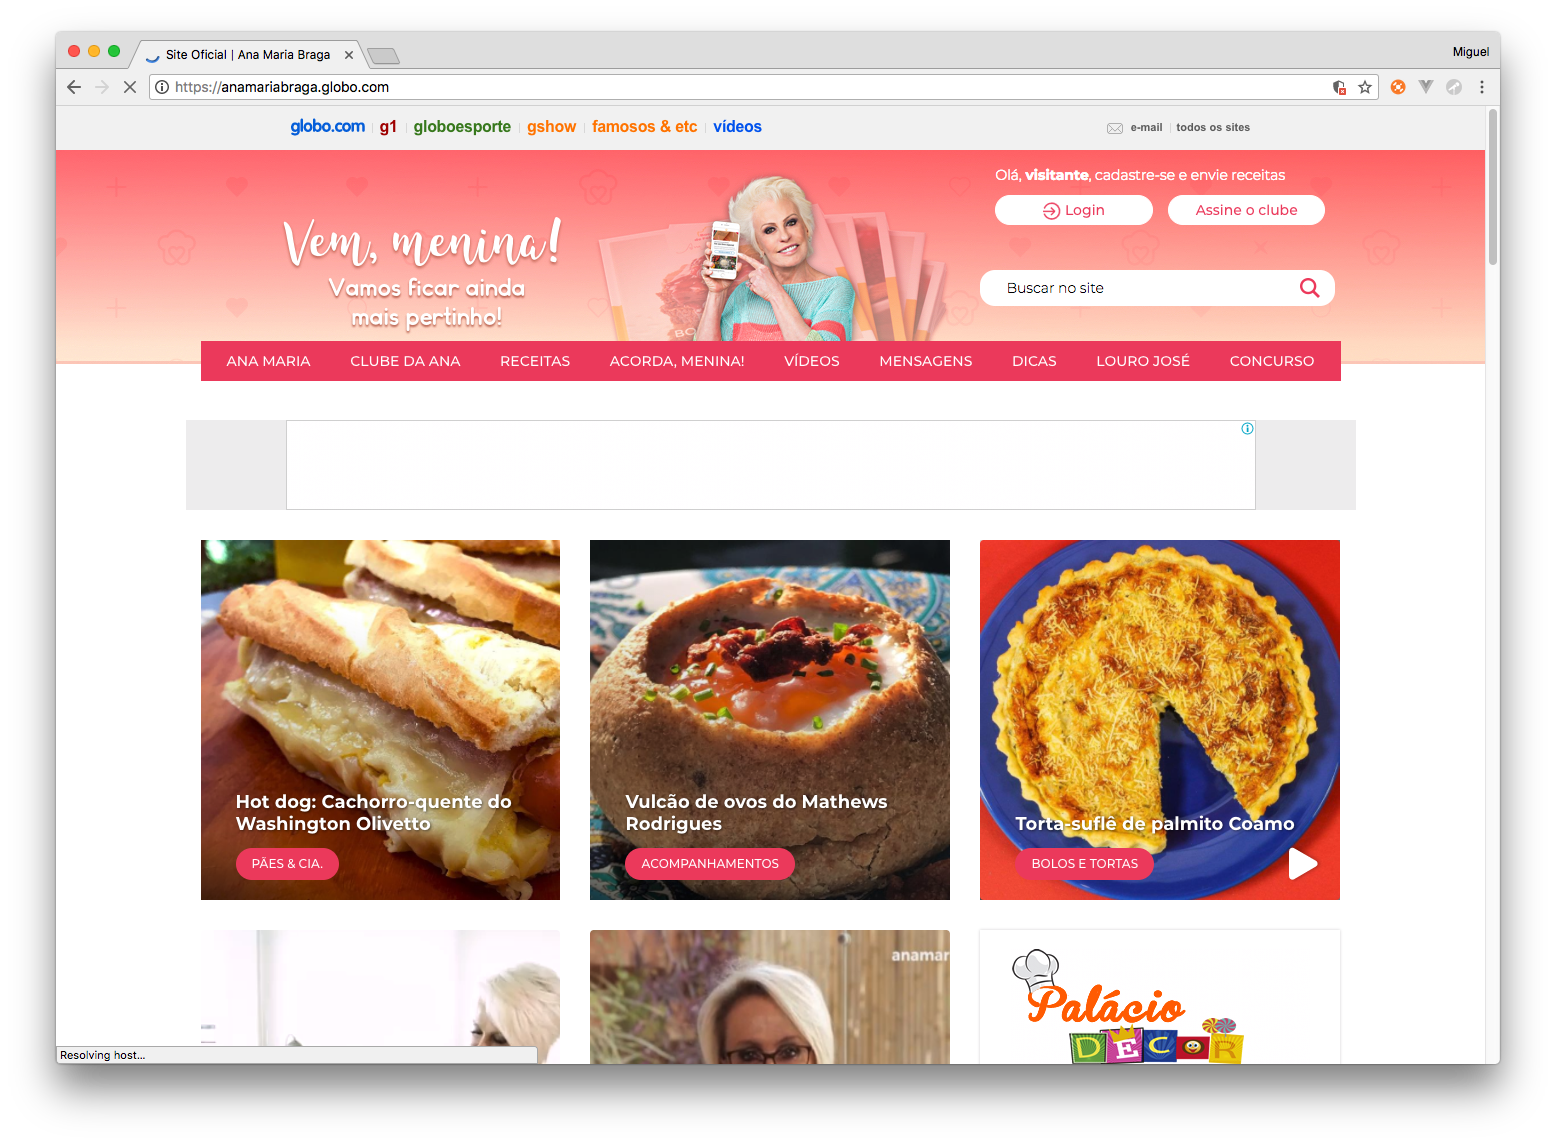 Site Oficial | Ana Maria Braga
Miguel
https://anamariabraga.globo.com
globo.com
g1
globoesporte
gshow
famosos & etc
vídeos
e-mail
todos os sites
Olá, visitante, cadastre-se e envie receitas
Login
Assine o clube
Vem, menina!
Vamos ficar ainda
mais pertinho!
Buscar no site
ANA MARIA
CLUBE DA ANA
RECEITAS
ACORDA, MENINA!
VÍDEOS
MENSAGENS
DICAS
LOURO JOSÉ
CONCURSO
Hot dog: Cachorro-quente do
Washington Olivetto
PÃES & CIA.
Vulcão de ovos do Mathews
Rodrigues
ACOMPANHAMENTOS
Torta-suflê de palmito Coamo
BOLOS E TORTAS
anamar
Palácio
DECOR
Resolving host...